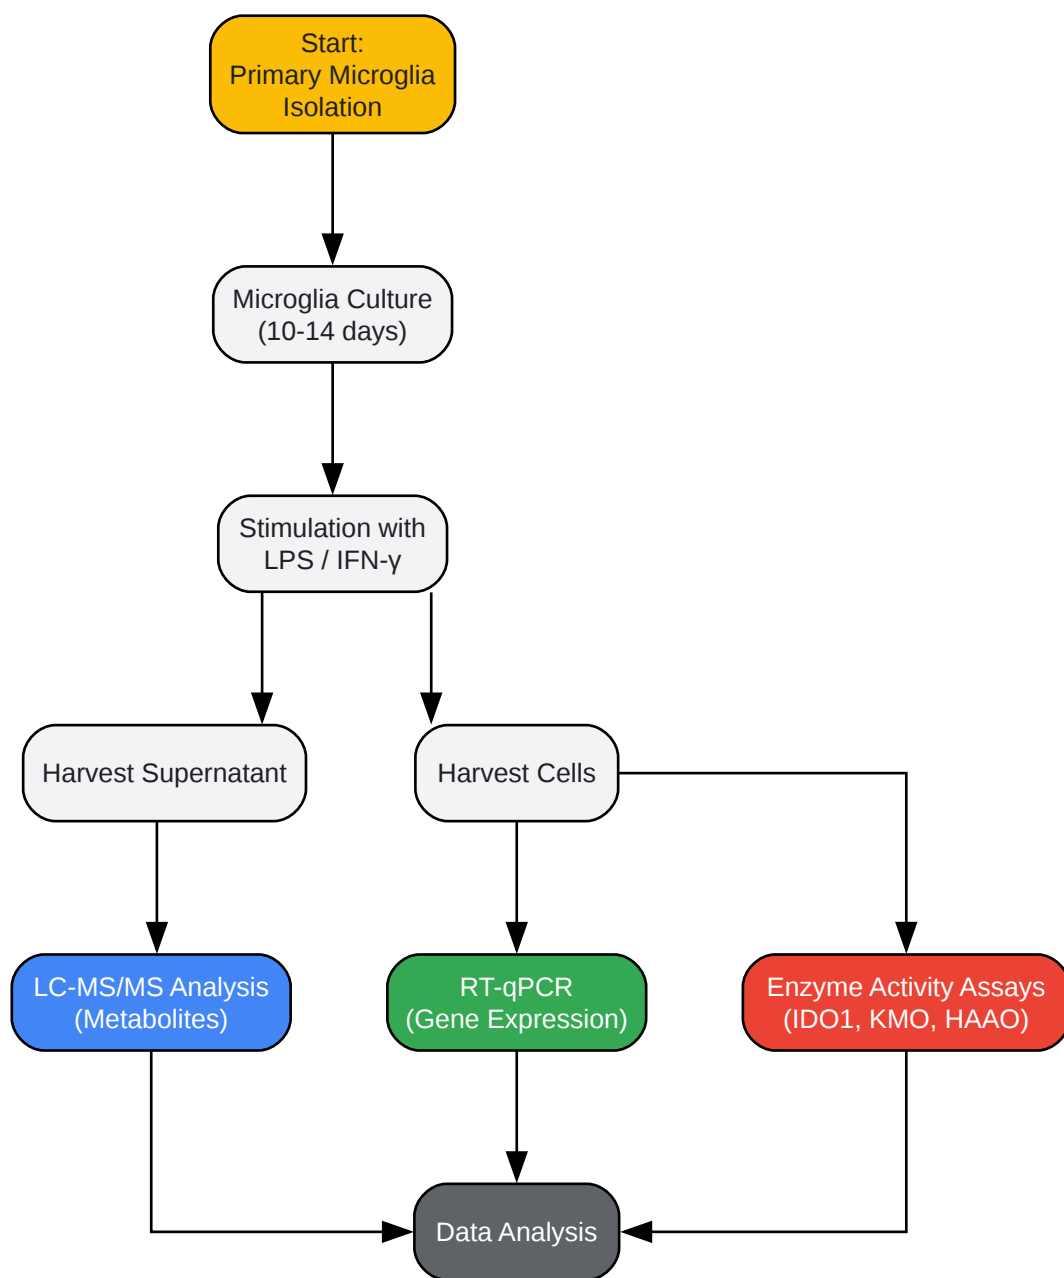 Start:
Primary Microglia
Isolation
Microglia Culture
(10-14 days)
Stimulation with
LPS / IFN-γ
Harvest Supernatant
Harvest Cells
LC-MS/MS Analysis
(Metabolites)
RT-qPCR
(Gene Expression)
Enzyme Activity Assays
(IDO1, KMO, HAAO)
Data Analysis